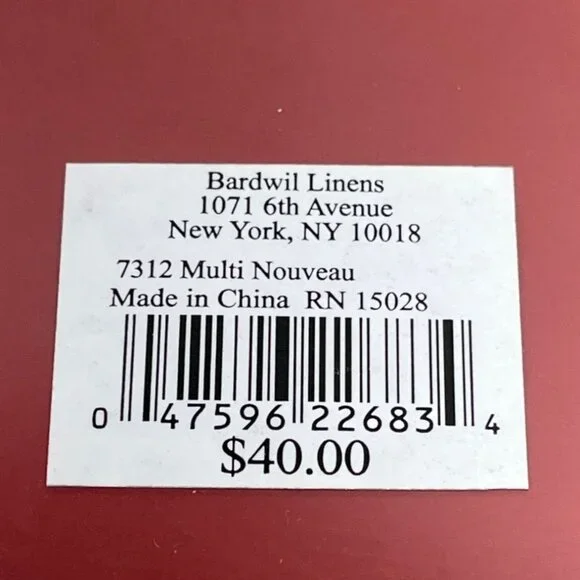 Bardwil Linens
1071 6th Avenue
New York, NY 10018
7312 Multi Nouveau
Made in China RN 15028
0 47596 22683 4
$40.00